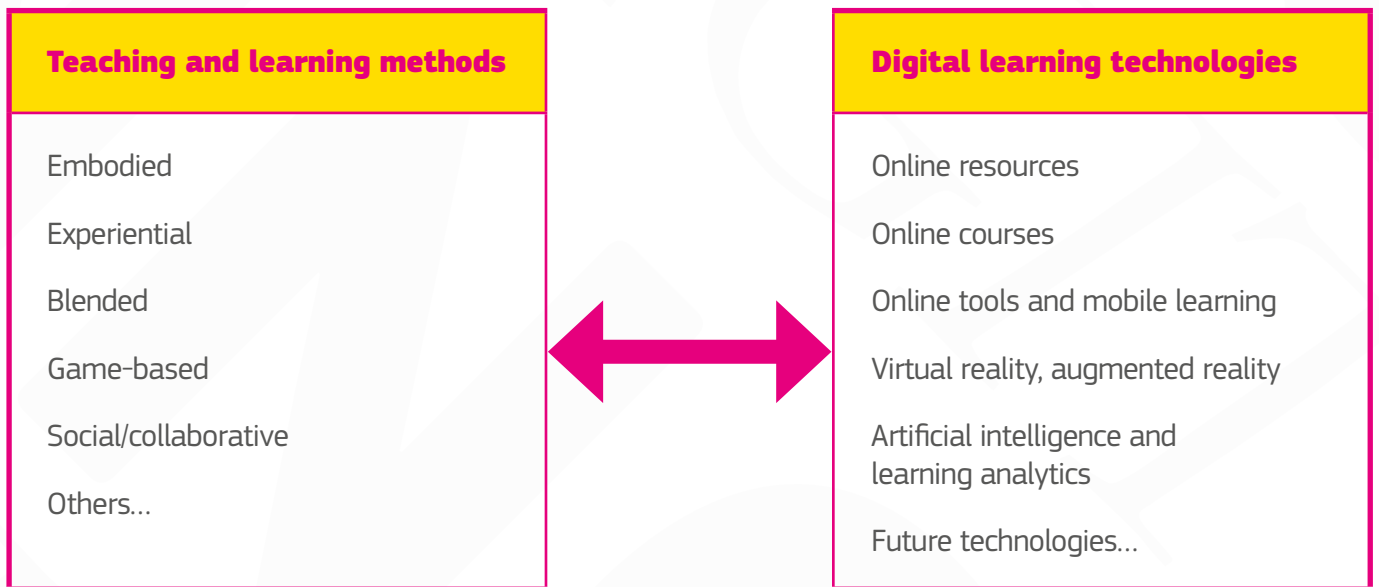 Teaching and learning methods
Embodied
Experiential
Blended
Game-based
Social/collaborative
Others...
Digital learning technologies
Online resources
Online courses
Online tools and mobile learning
Virtual reality, augmented reality
Artificial intelligence and
learning analytics
Future technologies...